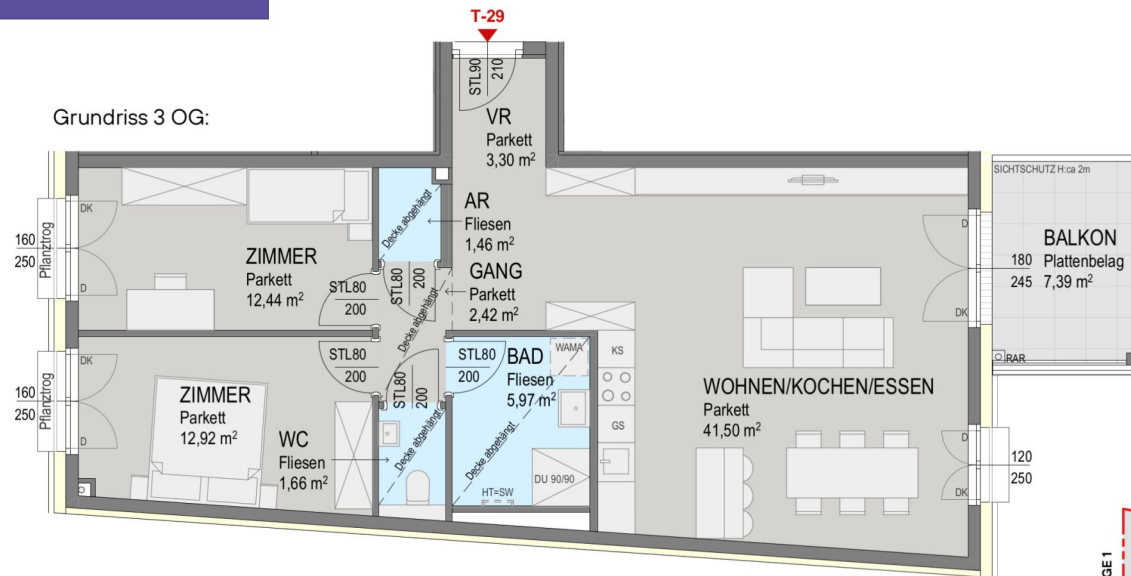 T-29
STL90
210
Grundriss 3 OG:
VR
Parkett
3,30 m²
SICHTSCHUTZ H:ca 2m
AR
Fliesen
1,46 m²
Decke abgehängt
DK
D
160
250
Pflanztrog
ZIMMER
Parkett
12,44 m²
STL80
200
STL80
200
GANG
Parkett
2,42 m²
Decke abgehängt
D
DK
180
245
BALKON
Plattenbelag
7,39 m²
RAR
DK
D
160
250
Pflanztrog
ZIMMER
Parkett
12,92 m²
STL80
200
STL80
200
STL80
200
BAD
Fliesen
5,97 m²
WAMA
KS
GS
WC
Fliesen
1,66 m²
Decke abgehängt
Decke abgehängt
DU 90/90
HT=SW
WOHNEN/KOCHEN/ESSEN
Parkett
41,50 m²
D
DK
120
250
GE 1